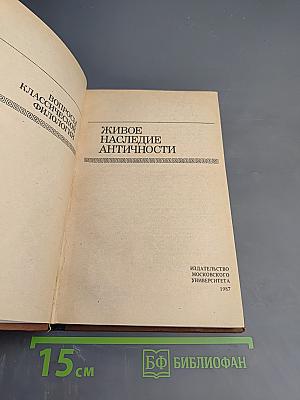 ВОПРОСЫ
КЛАССИЧЕСКОЙ
ФИЛОЛОГИИ
ЖИВОЕ
НАСЛЕДИЕ
АНТИЧНОСТИ
ИЗДАТЕЛЬСТВО
МОСКОВСКОГО
УНИВЕРСИТЕТА
1987
15 см
БФ БИБЛИОФАН